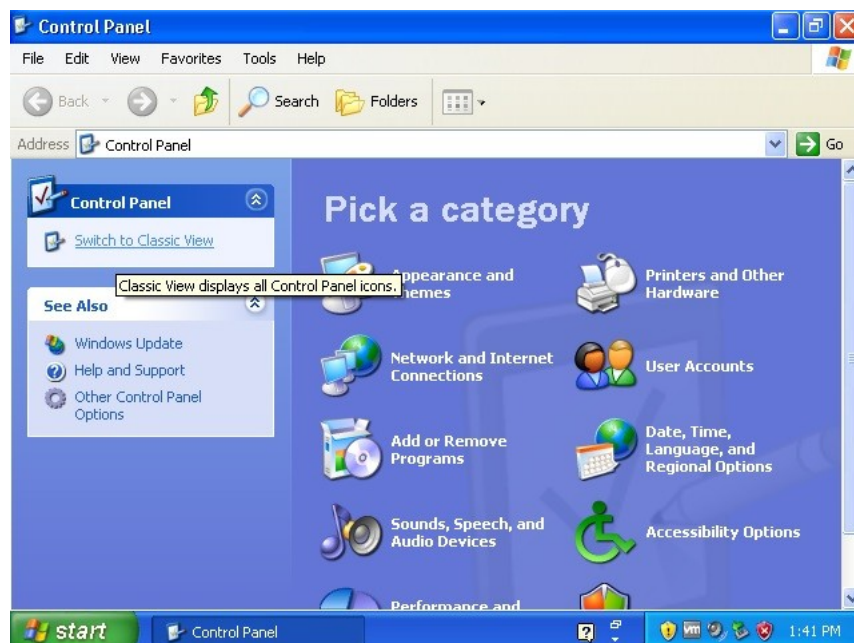 Control Panel
File Edit View Favorites Tools Help
Back Search Folders
Address Control Panel Go
Control Panel
Switch to Classic View
Classic View displays all Control Panel icons.
See Also
Windows Update
Help and Support
Other Control Panel
Options
Pick a category
Appearance and
Themes
Printers and Other
Hardware
Network and Internet
Connections
User Accounts
Add or Remove
Programs
Date, Time,
Language, and
Regional Options
Sounds, Speech, and
Audio Devices
Accessibility Options
Performance and
start Control Panel 1:41 PM